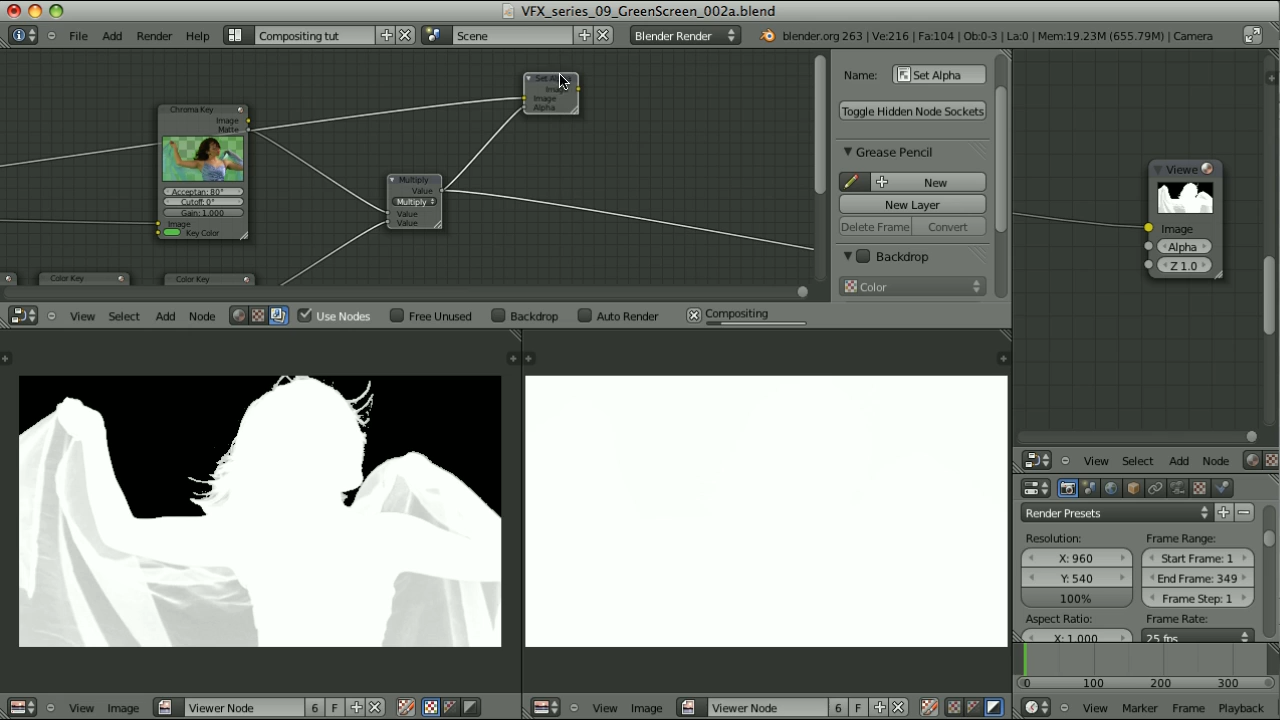 VFX_series_09_GreenScreen_002a.blend
File Add Render Help Compositing tut Scene Blender Render blender.org 263 | Ve:216 | Fa:104 | Ob:0-3 | La:0 | Mem:19.23M (655.79M) | Camera
Name: Set Alpha
Toggle Hidden Node Sockets
Grease Pencil
New
New Layer
Delete Frame Convert
Backdrop
Color
Image
Image
Alpha
Chroma Key
Image
Matte
Acceptan: 80°
Cutoff: 0°
Gain: 1.000
Image
Key Color
Multiply
Value
Multiply
Value
Value
Color Key
Color Key
Viewe
Image
Alpha
Z 1.0
View Select Add Node Use Nodes Free Unused Backdrop Auto Render Compositing
View Select Add Node
Render Presets
Resolution: Frame Range:
X: 960 Start Frame: 1
Y: 540 End Frame: 349
100% Frame Step: 1
Aspect Ratio: Frame Rate:
X: 1.000 25 fps
0 100 200 300
View Image Viewer Node 6 F
View Image Viewer Node 6 F
View Marker Frame Playback